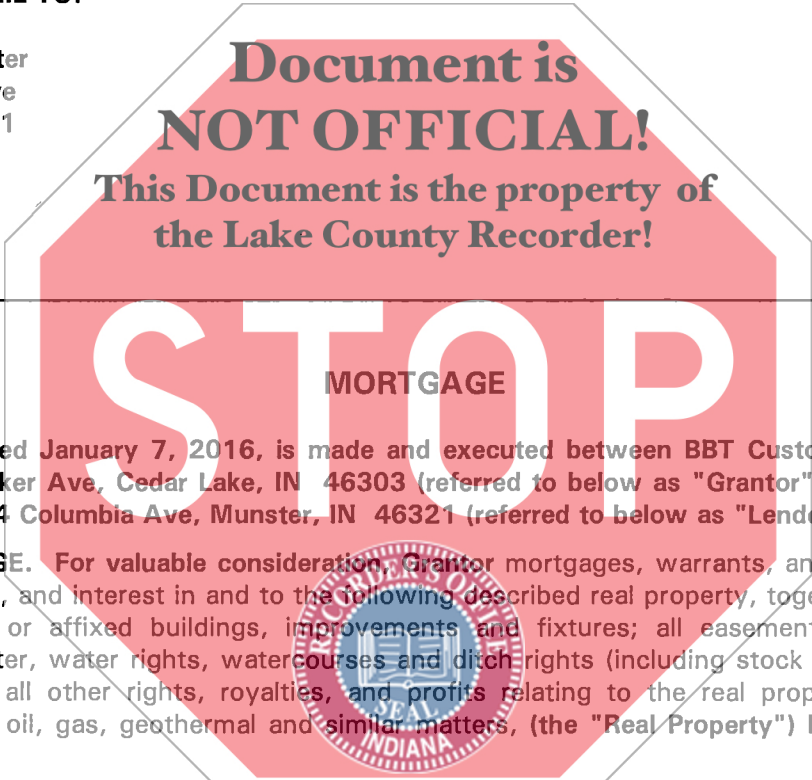 Document is
NOT OFFICIAL!
This Document is the property of
the Lake County Recorder!
STOP
MORTGAGE
ed January 7, 2016, is made and executed between BBT Custo
ker Ave, Cedar Lake, IN 46303 (referred to below as "Grantor"
4 Columbia Ave, Munster, IN 46321 (referred to below as "Lende
GE. For valuable consideration, Grantor mortgages, warrants, an
, and interest in and to the following described real property, toge
or affixed buildings, improvements and fixtures; all easement
ter, water rights, watercourses and ditch rights (including stock
all other rights, royalties, and profits relating to the real prop
oil, gas, geothermal and similar matters, (the "Real Property") l
RECORDER'S OFFICE
SEAL
INDIANA